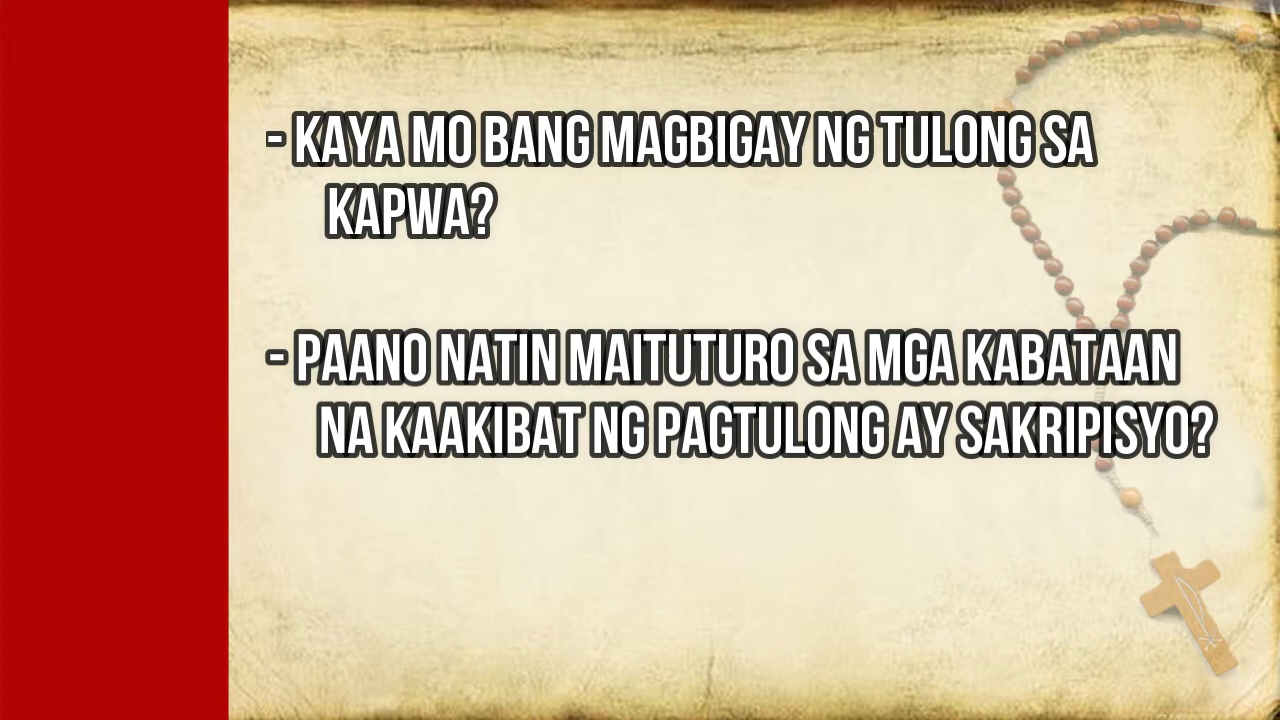 - KAYA MO BANG MAGBIGAY NG TULONG SA
KAPWA?
- PAANO NATIN MAITUTURO SA MGA KABATAAN
NA KAAKIBAT NG PAGTULONG AY SAKRIPISYO?